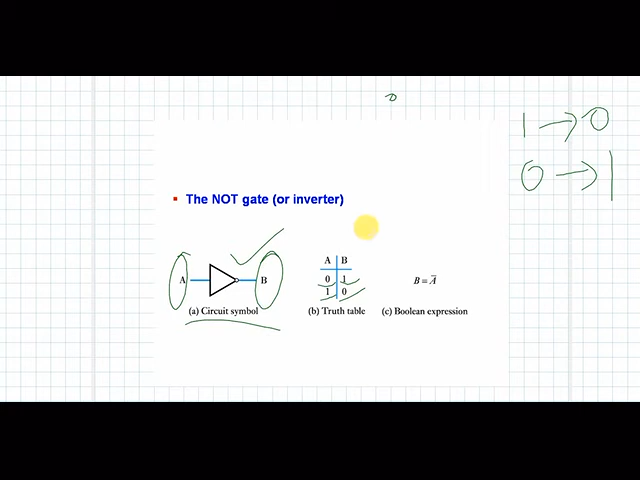 1 → 0
0 → 1
▪ The NOT gate (or inverter)
A B
A B
0 1
1 0
B = A̅
(a) Circuit symbol
(b) Truth table
(c) Boolean expression